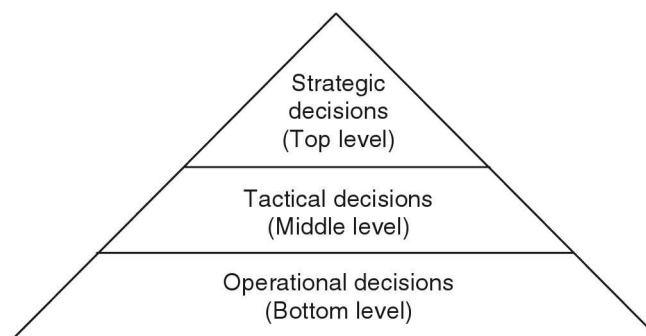 Strategic
decisions
(Top level)
Tactical decisions
(Middle level)
Operational decisions
(Bottom level)